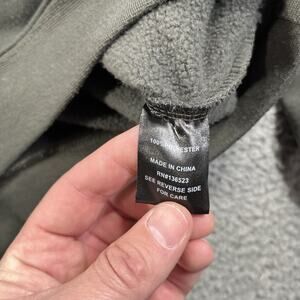 100% POLYESTER
MADE IN CHINA
RN#136523
SEE REVERSE SIDE
FOR CARE